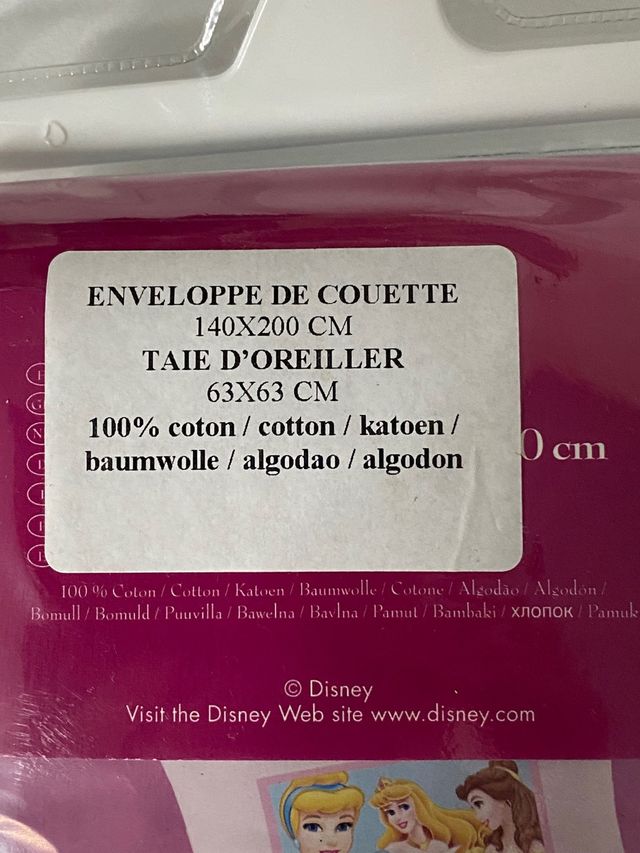 ENVELOPPE DE COUETTE
140X200 CM
TAIE D'OREILLER
63X63 CM
100% coton / cotton / katoen /
baumwolle / algodao / algodon
0 cm
100 % Coton / Cotton / Katoen / Baumwolle / Cotone / Algodão / Algodón /
Bomull / Bomuld / Puuvilla / Bawelna / Bavlna / Pamut / Bambaki / хлопок / Pamuk
© Disney
Visit the Disney Web site www.disney.com